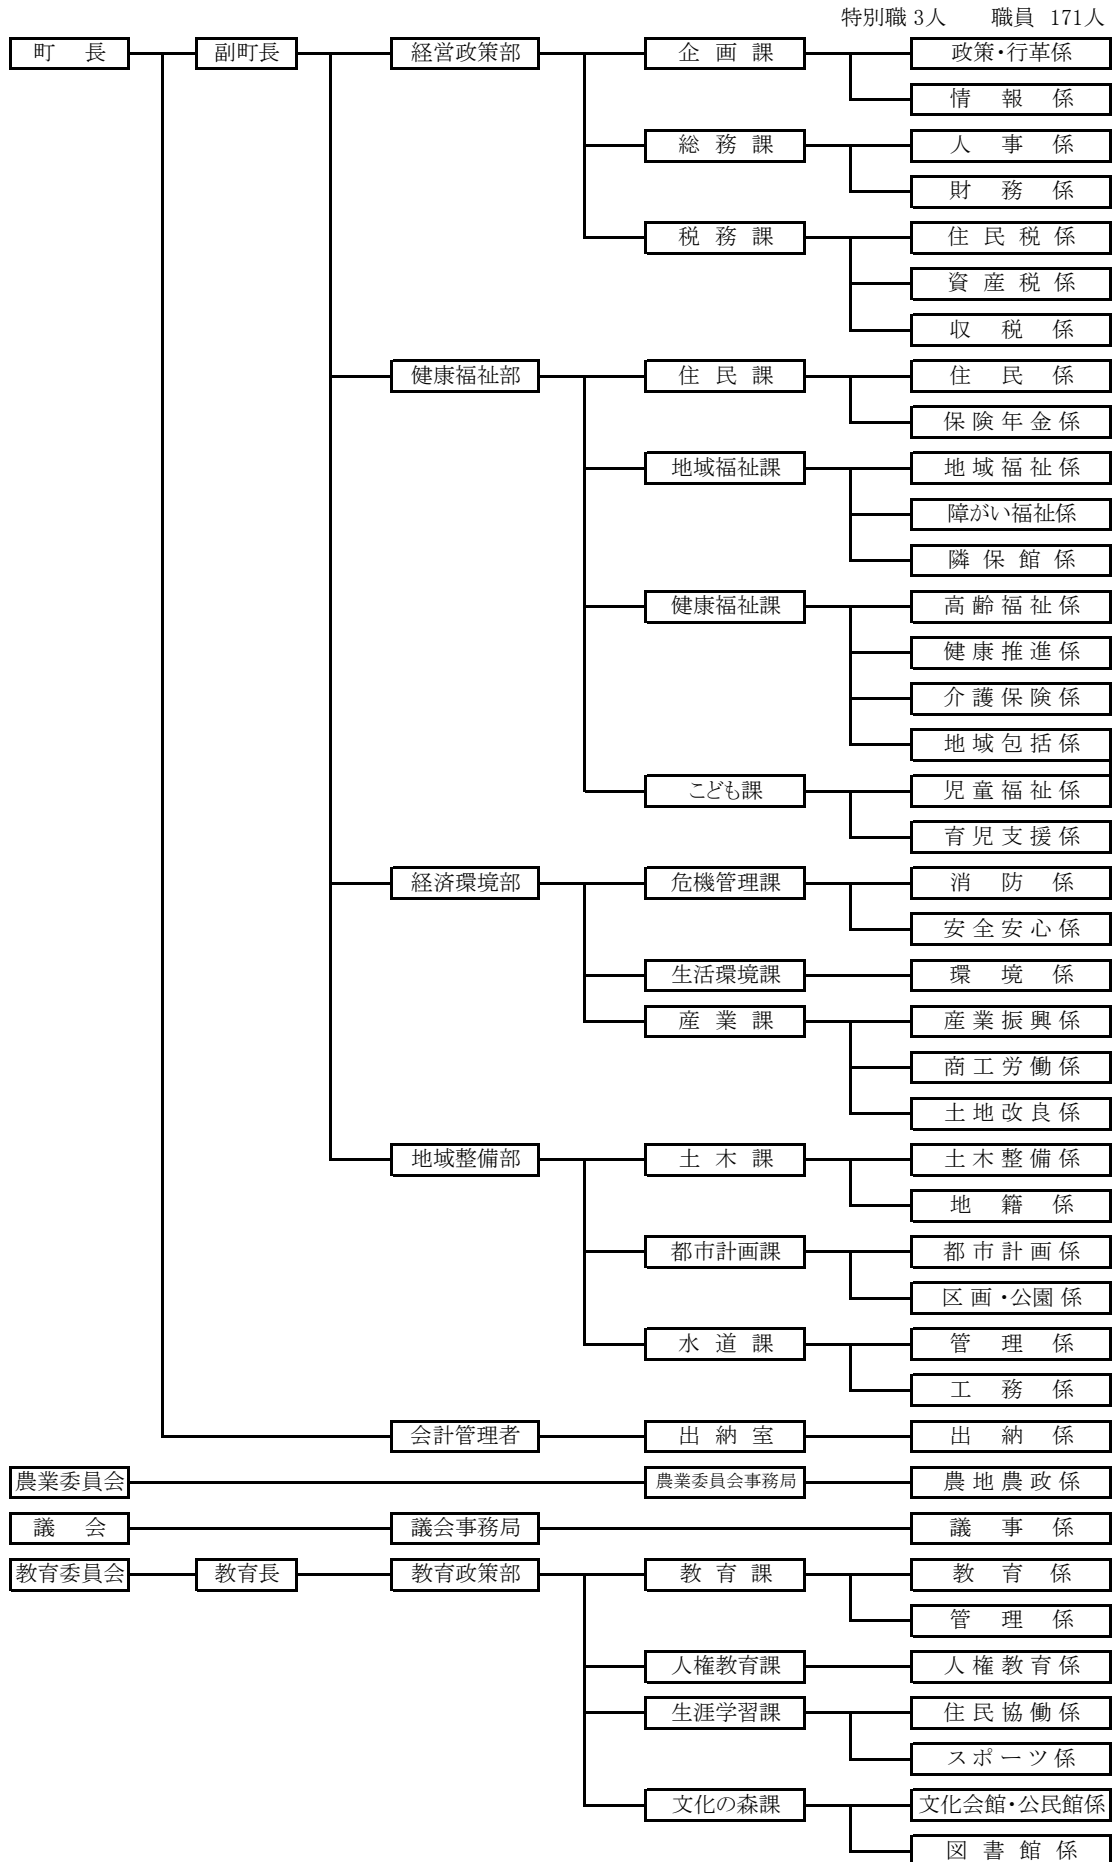 特別職 3人 職員 171人
町長 副町長 経営政策部 企画課 政策・行革係
情報係
総務課 人事係
財務係
税務課 住民税係
資産税係
収税係
健康福祉部 住民課 住民係
保険年金係
地域福祉課 地域福祉係
障がい福祉係
隣保館係
健康福祉課 高齢福祉係
健康推進係
介護保険係
地域包括係
こども課 児童福祉係
育児支援係
経済環境部 危機管理課 消防係
安全安心係
生活環境課 環境係
産業課 産業振興係
商工労働係
土地改良係
地域整備部 土木課 土木整備係
地籍係
都市計画課 都市計画係
区画・公園係
水道課 管理係
工務係
会計管理者 出納室 出納係
農業委員会 農業委員会事務局 農地農政係
議会 議会事務局 議事係
教育委員会 教育長 教育政策部 教育課 教育係
管理係
人権教育課 人権教育係
生涯学習課 住民協働係
スポーツ係
文化の森課 文化会館・公民館係
図書館係